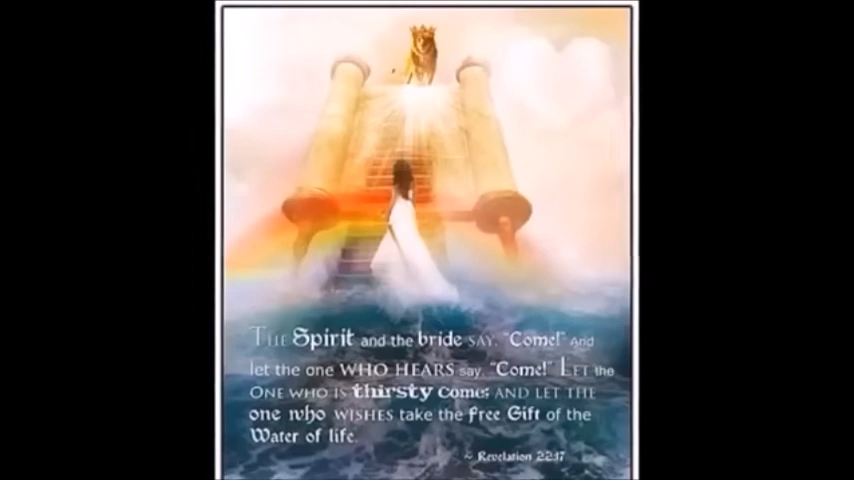 The Spirit and the bride say, "Come!" And
let the one WHO HEARS say, "Come!" Let the
One who is thirsty come; and let the
one who wishes take the free Gift of the
Water of life.
~ Revelation 22:17